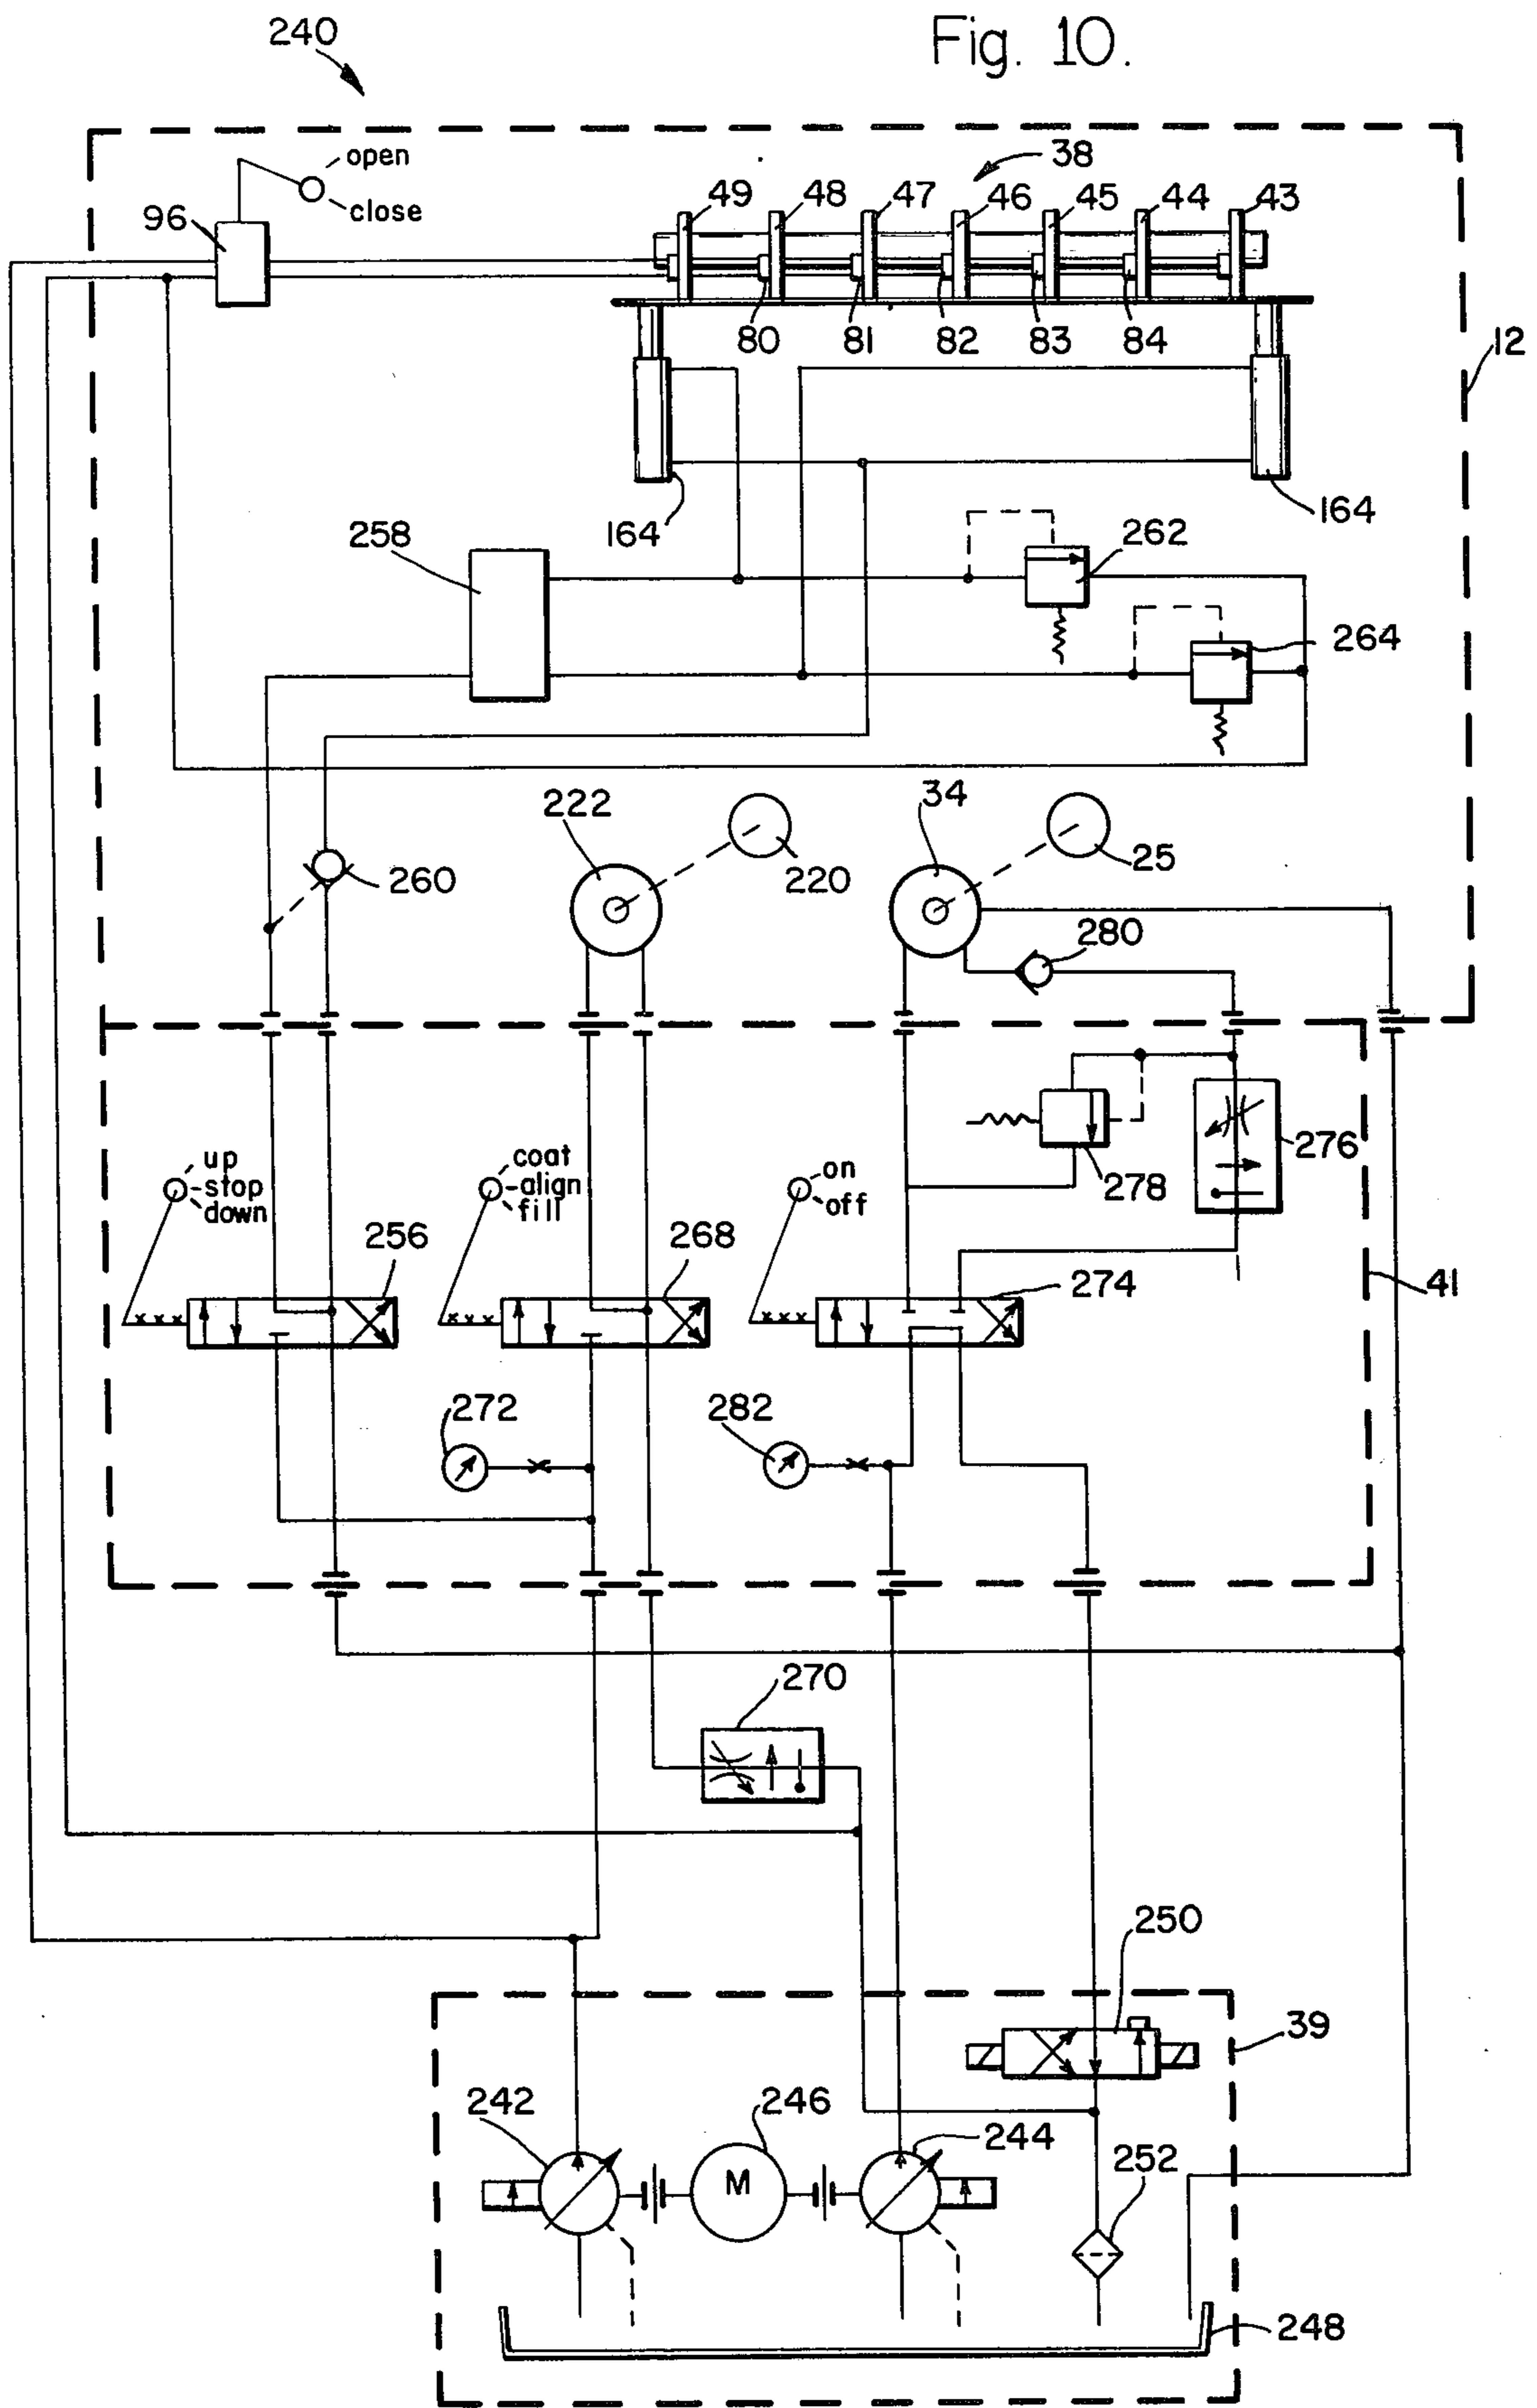 Fig. 10.
240
open
close
96
38
49 48 47 46 45 44 43
80 81 82 83 84
12
164
164
258
262
264
222
220
34
25
260
280
up
stop
down
coat
align
fill
on
off
278
276
256
268
274
41
272
282
270
250
39
242
246
244
252
M
248